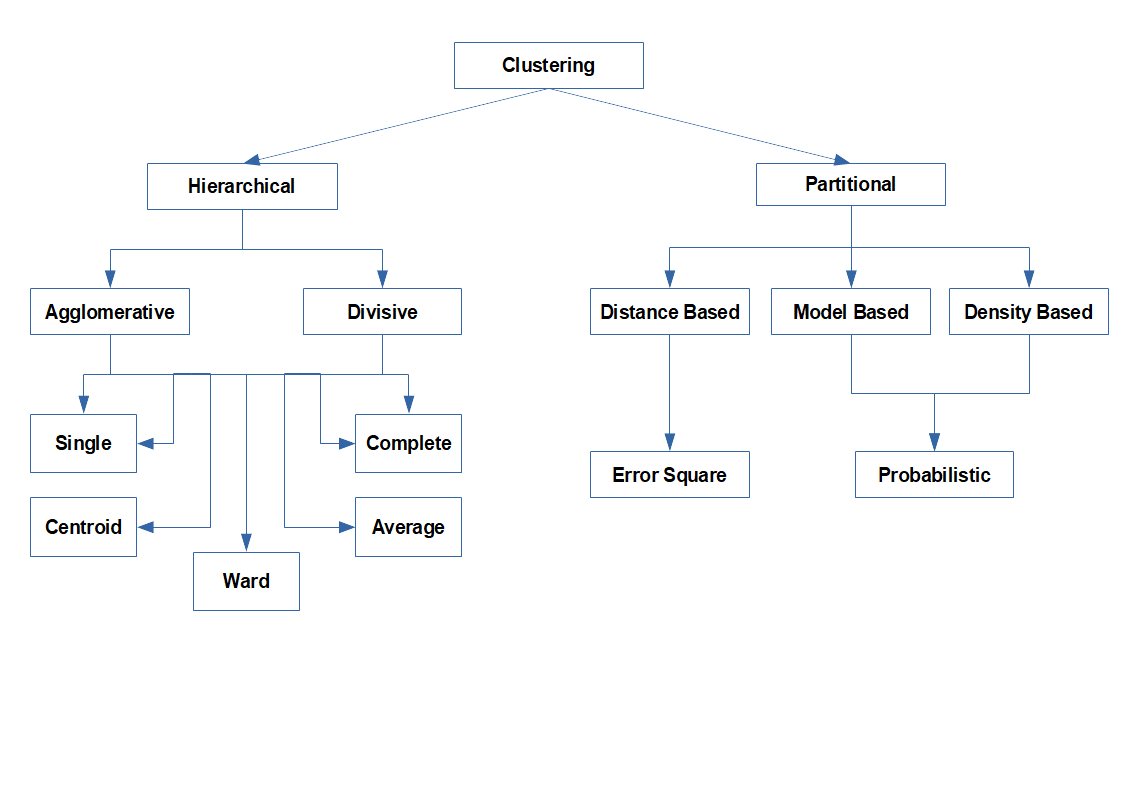 Clustering
Hierarchical
Partitional
Agglomerative
Divisive
Distance Based
Model Based
Density Based
Single
Complete
Error Square
Probabilistic
Centroid
Average
Ward